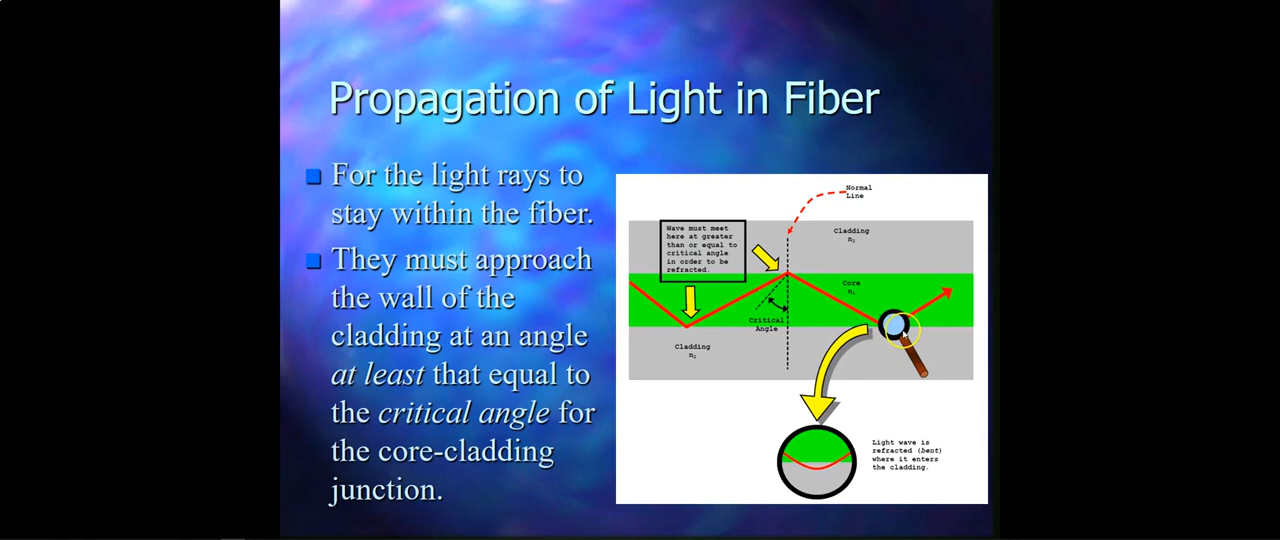 Propagation of Light in Fiber
For the light rays to
stay within the fiber.
They must approach
the wall of the
cladding at an angle
at least that equal to
the critical angle for
the core-cladding
junction.
Normal
Line
Wave must meet
here at greater
than or equal to
critical angle
in order to be
refracted.
Cladding
n₂
Core
n₁
Critical
Angle
Cladding
n₂
Light wave is
refracted (bent)
where it enters
the cladding.